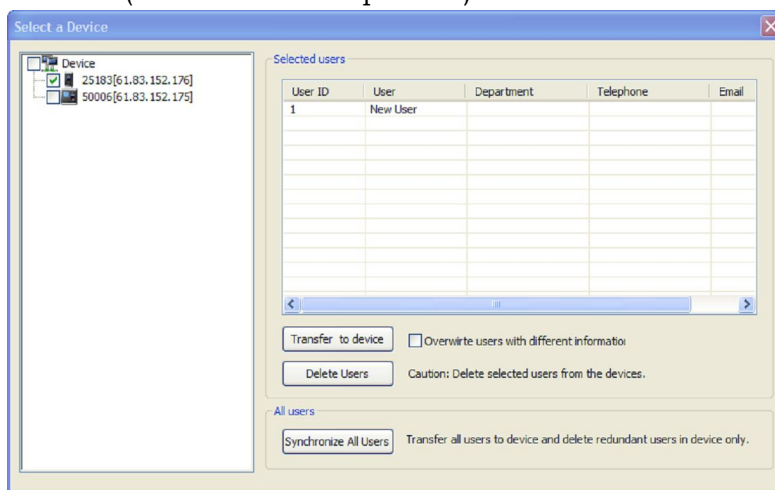 Select a Device
Device
25183[61.83.152.176]
50006[61.83.152.175]
Selected users
User ID User Department Telephone Email
1 New User
Transfer to device
Overwirte users with different information
Delete Users
Caution: Delete selected users from the devices.
All users
Synchronize All Users
Transfer all users to device and delete redundant users in device only.